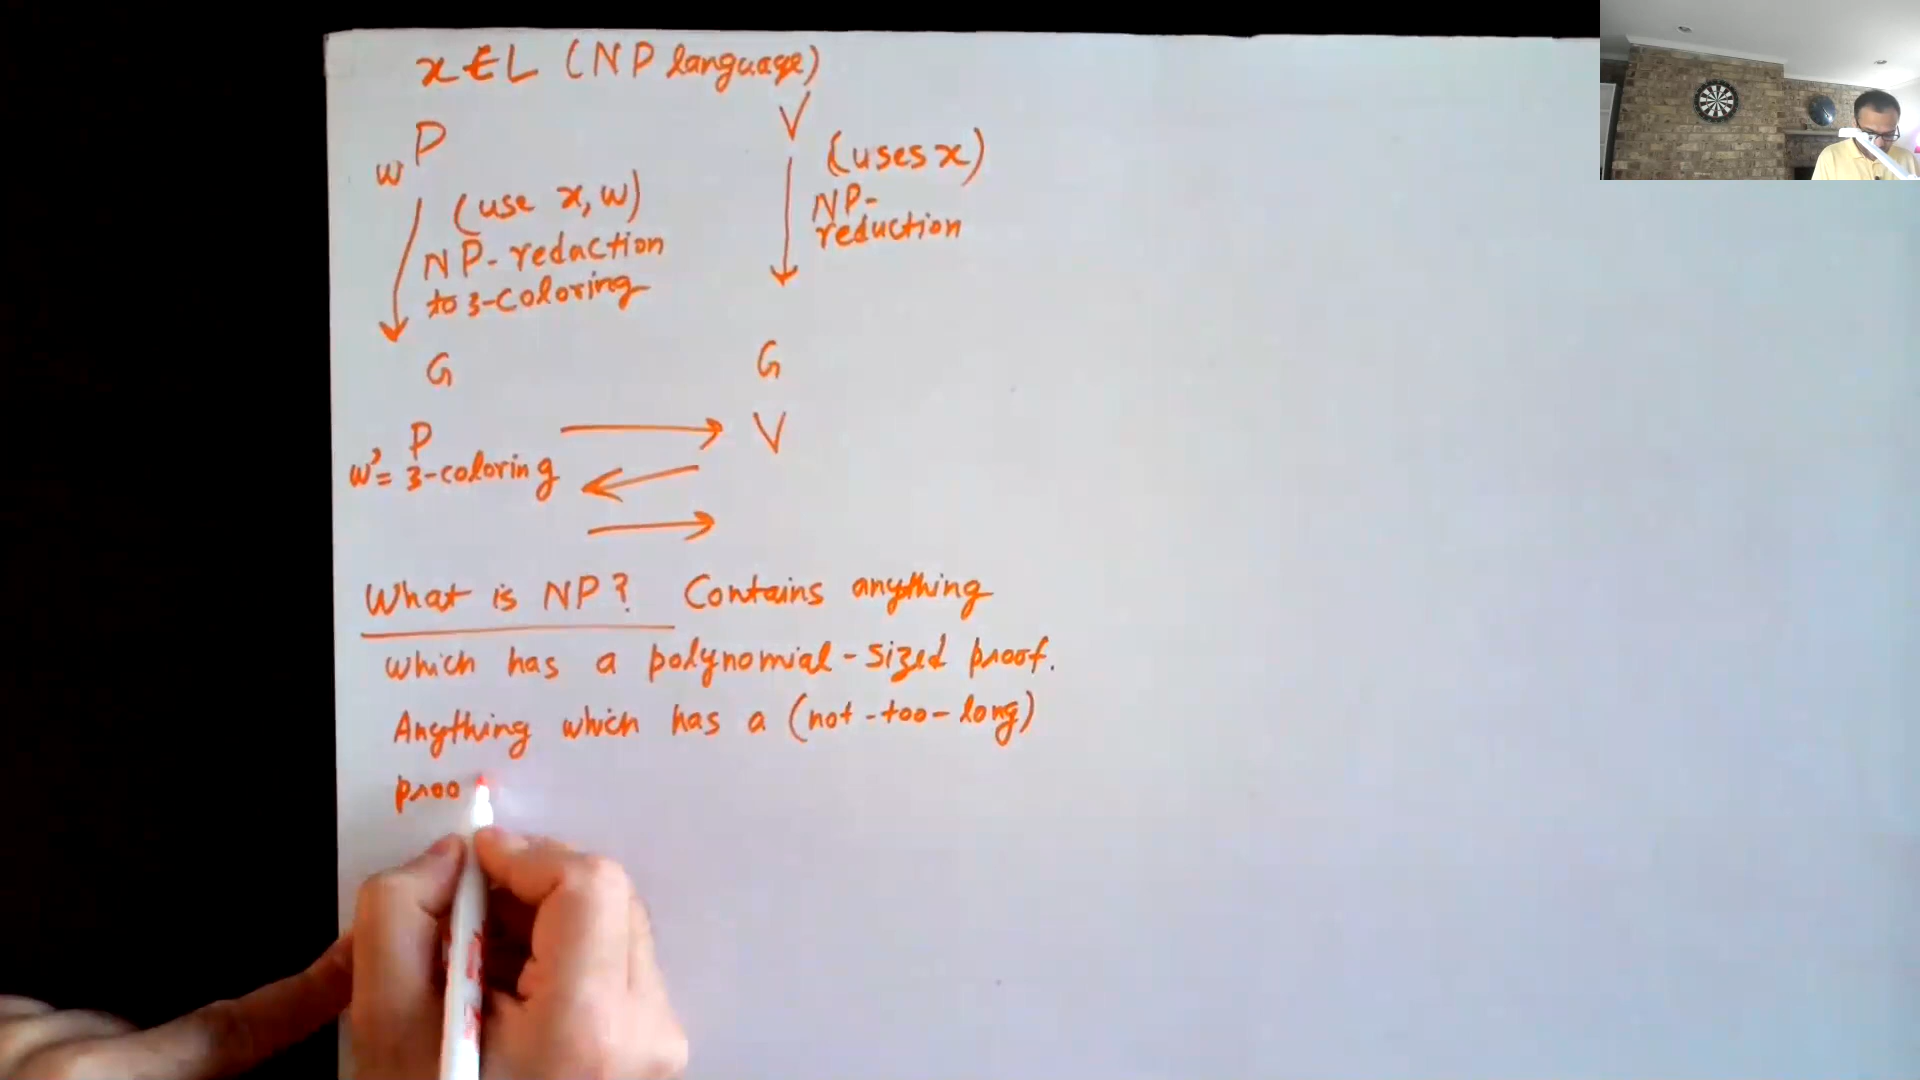 x ∈ L (NP language)
P
V
w
(use x, w)
NP-redaction
to 3-coloring
(uses x)
NP-
reduction
G
G
P
V
w' = 3-coloring
What is NP? Contains anything
which has a polynomial-sized proof.
Anything which has a (not-too-long)
proo